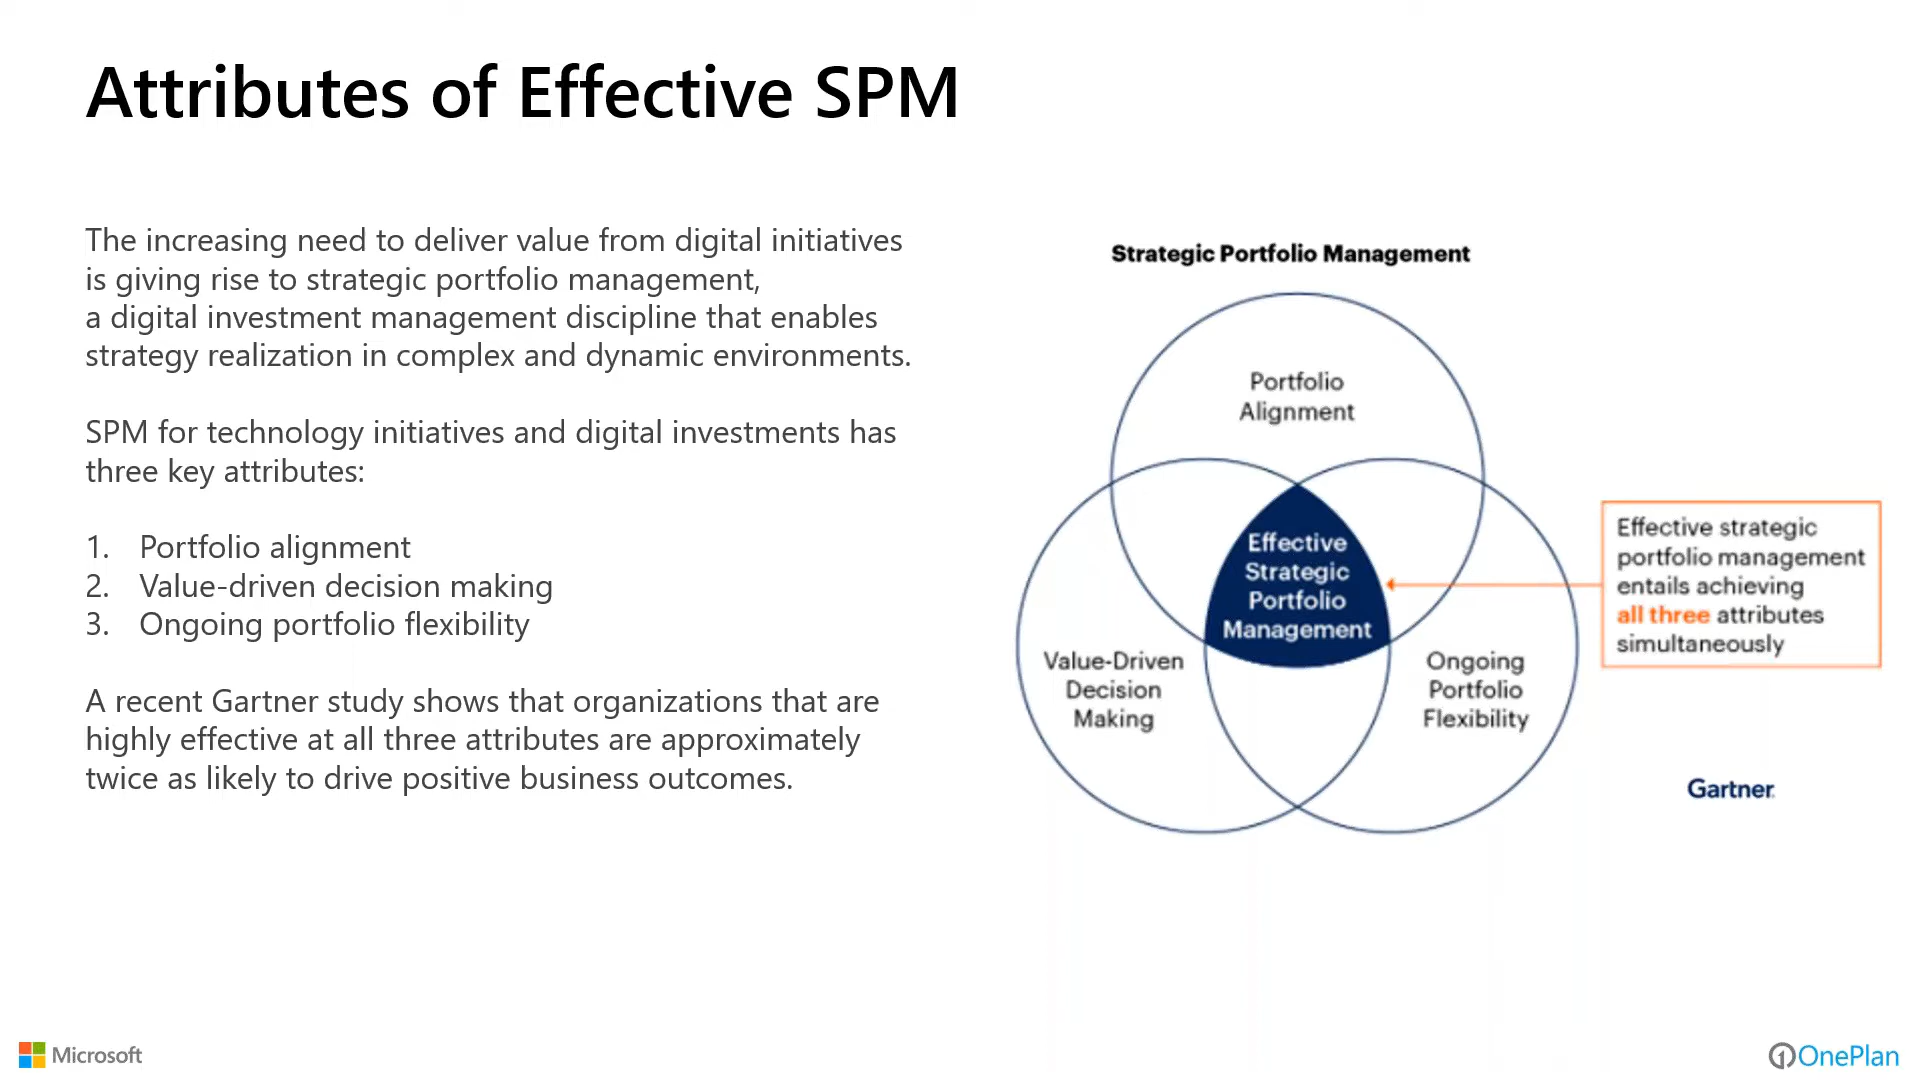 Attributes of Effective SPM
The increasing need to deliver value from digital initiatives
is giving rise to strategic portfolio management,
a digital investment management discipline that enables
strategy realization in complex and dynamic environments.
SPM for technology initiatives and digital investments has
three key attributes:
1. Portfolio alignment
2. Value-driven decision making
3. Ongoing portfolio flexibility
A recent Gartner study shows that organizations that are
highly effective at all three attributes are approximately
twice as likely to drive positive business outcomes.
Strategic Portfolio Management
Portfolio
Alignment
Effective
Strategic
Portfolio
Management
Value-Driven
Decision
Making
Ongoing
Portfolio
Flexibility
Effective strategic
portfolio management
entails achieving
all three attributes
simultaneously
Gartner
Microsoft
OnePlan